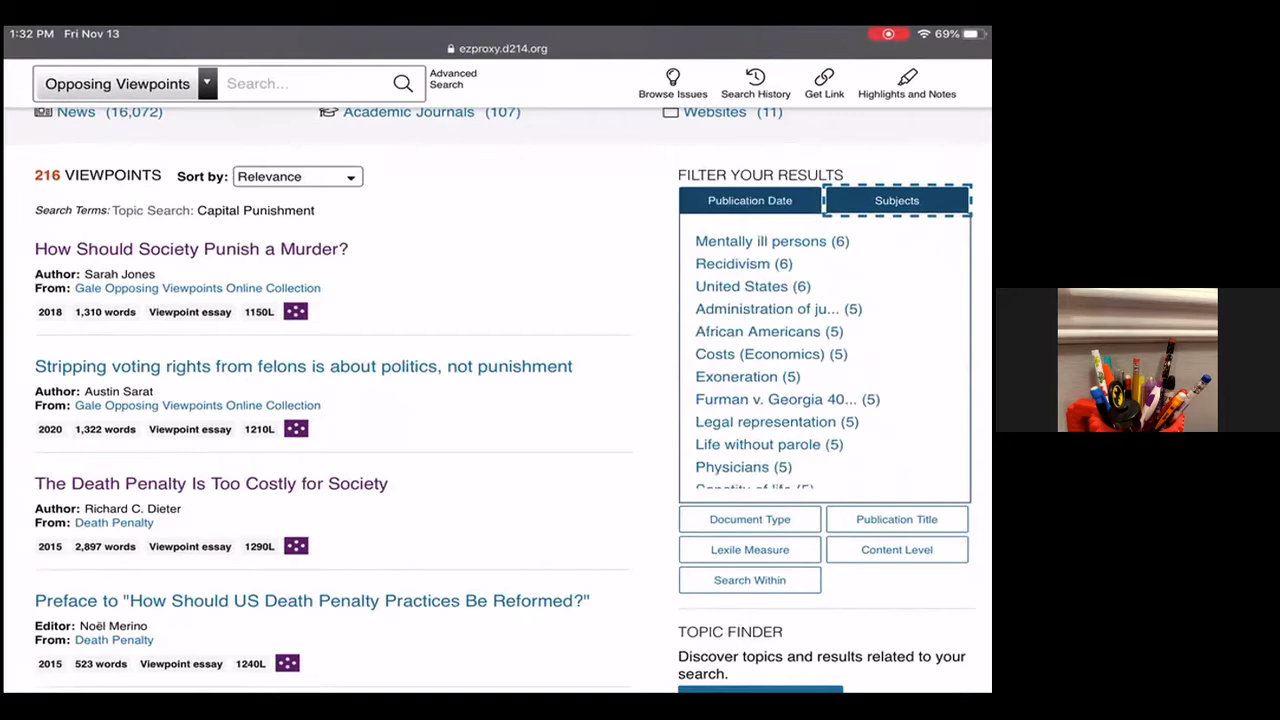 1:32 PM Fri Nov 13
69%
ezproxy.d214.org
Opposing Viewpoints
Search...
Advanced
Search
Browse Issues
Search History
Get Link
Highlights and Notes
News (16,072)
Academic Journals (107)
Websites (11)
216 VIEWPOINTS
Sort by: Relevance
Search Terms: Topic Search: Capital Punishment
How Should Society Punish a Murder?
Author: Sarah Jones
From: Gale Opposing Viewpoints Online Collection
2018 1,310 words Viewpoint essay 1150L
Stripping voting rights from felons is about politics, not punishment
Author: Austin Sarat
From: Gale Opposing Viewpoints Online Collection
2020 1,322 words Viewpoint essay 1210L
The Death Penalty Is Too Costly for Society
Author: Richard C. Dieter
From: Death Penalty
2015 2,897 words Viewpoint essay 1290L
Preface to "How Should US Death Penalty Practices Be Reformed?"
Editor: Noël Merino
From: Death Penalty
2015 523 words Viewpoint essay 1240L
FILTER YOUR RESULTS
Publication Date
Subjects
Mentally ill persons (6)
Recidivism (6)
United States (6)
Administration of ju... (5)
African Americans (5)
Costs (Economics) (5)
Exoneration (5)
Furman v. Georgia 40... (5)
Legal representation (5)
Life without parole (5)
Physicians (5)
Sanctity of life (5)
Document Type
Publication Title
Lexile Measure
Content Level
Search Within
TOPIC FINDER
Discover topics and results related to your
search.